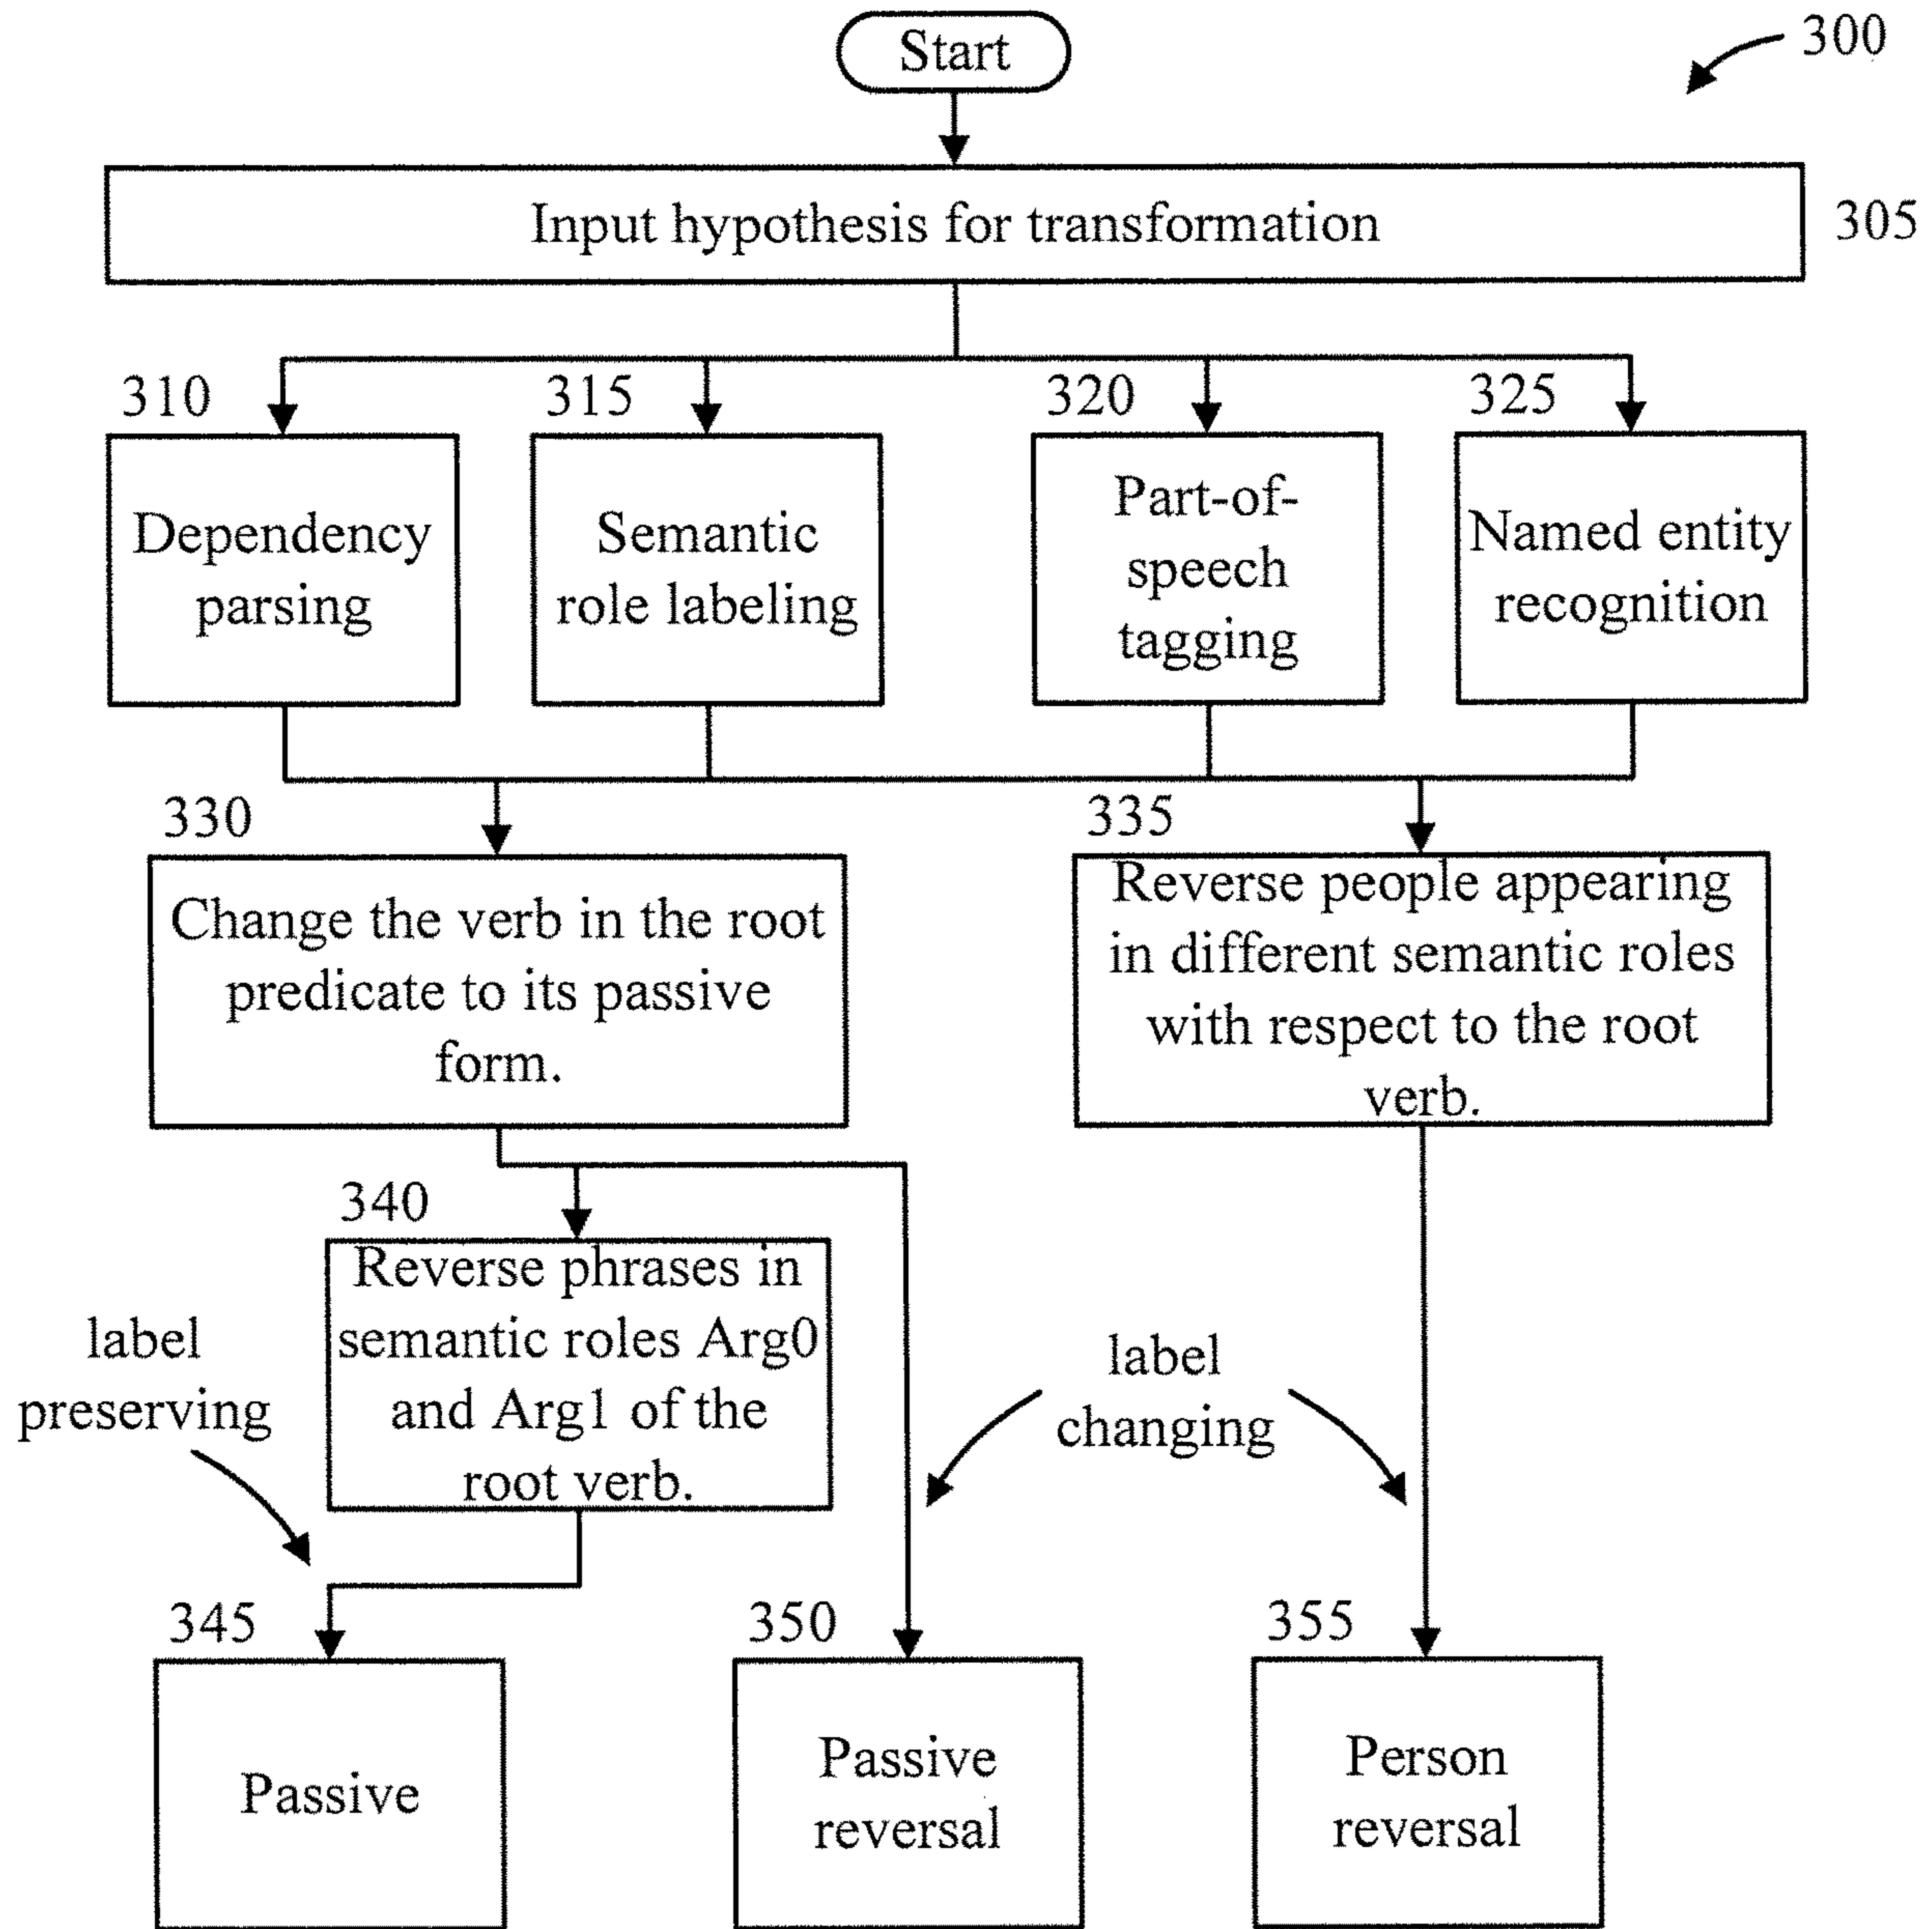 Start
300
Input hypothesis for transformation
305
310
315
320
325
Dependency
parsing
Semantic
role labeling
Part-of-
speech
tagging
Named entity
recognition
330
335
Change the verb in the root
predicate to its passive
form.
Reverse people appearing
in different semantic roles
with respect to the root
verb.
340
Reverse phrases in
semantic roles Arg0
and Arg1 of the
root verb.
label
preserving
label
changing
345
350
355
Passive
Passive
reversal
Person
reversal